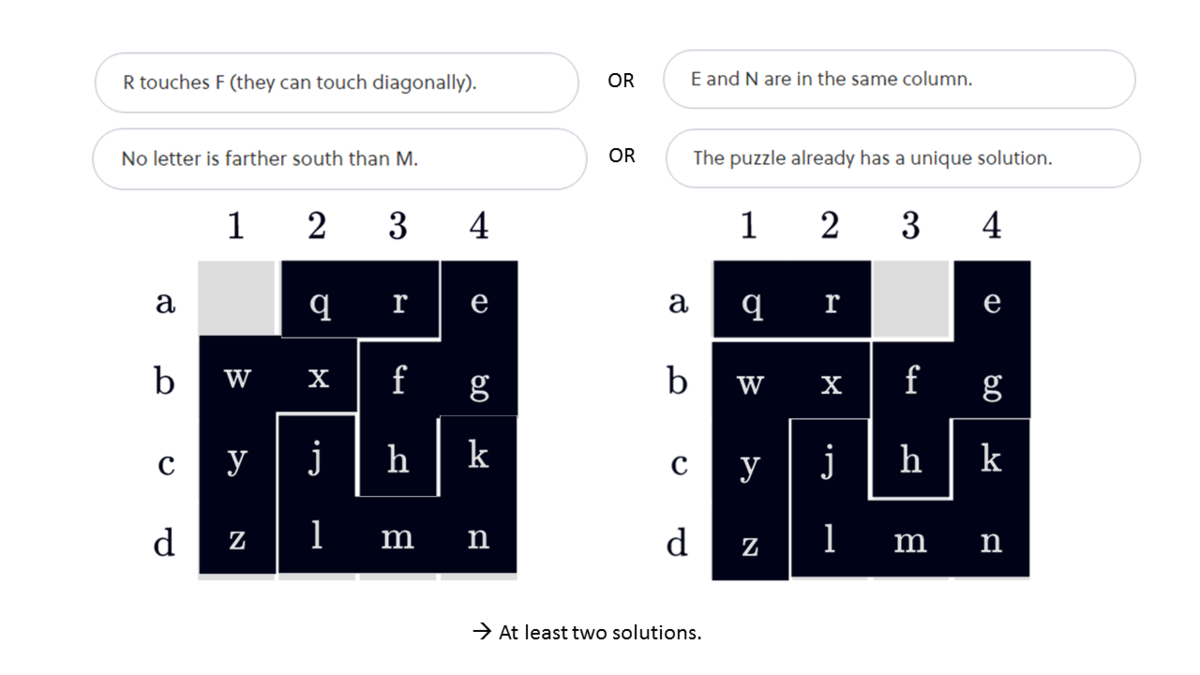 R touches F (they can touch diagonally). OR E and N are in the same column.
No letter is farther south than M. OR The puzzle already has a unique solution.
1 2 3 4 1 2 3 4
a q r e a q r e
b w x f g b w x f g
c y j h k c y j h k
d z l m n d z l m n
→ At least two solutions.